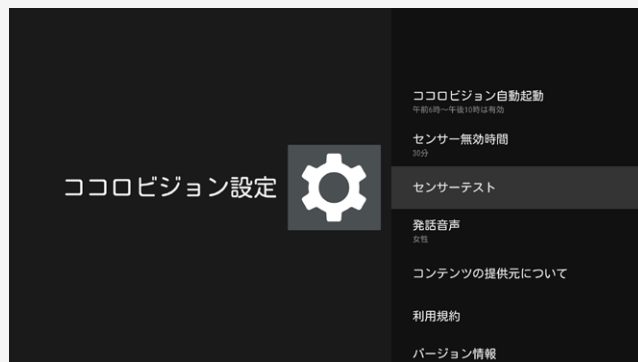 ココロビジョン設定
ココロビジョン自動起動
午前6時～午後10時は有効
センサー無効時間
30分
センサーテスト
発話音声
女性
コンテンツの提供元について
利用規約
バージョン情報